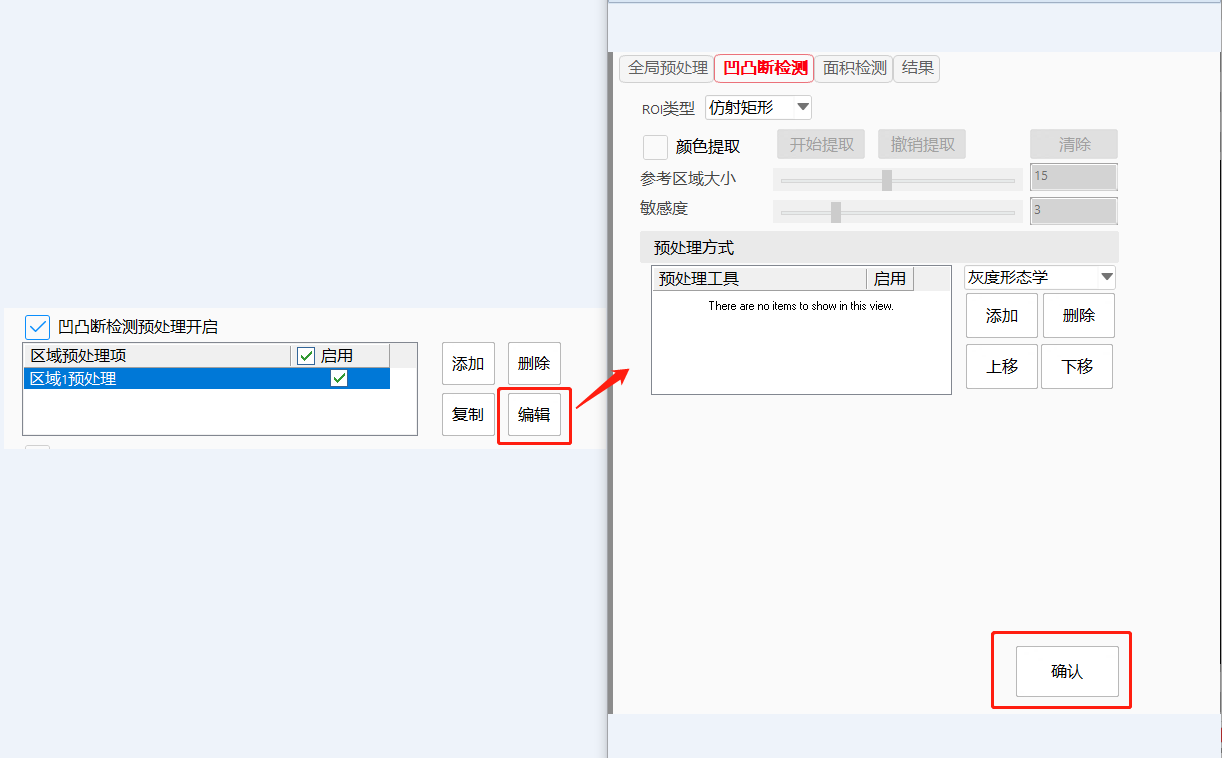 凹凸断检测预处理开启
区域预处理项 启用
区域1预处理
添加 删除
复制 编辑
全局预处理 凹凸断检测 面积检测 结果
ROI类型 仿射矩形
颜色提取 开始提取 撤销提取 清除
参考区域大小 15
敏感度 3
预处理方式
预处理工具 启用 灰度形态学
There are no items to show in this view.
添加 删除
上移 下移
确认